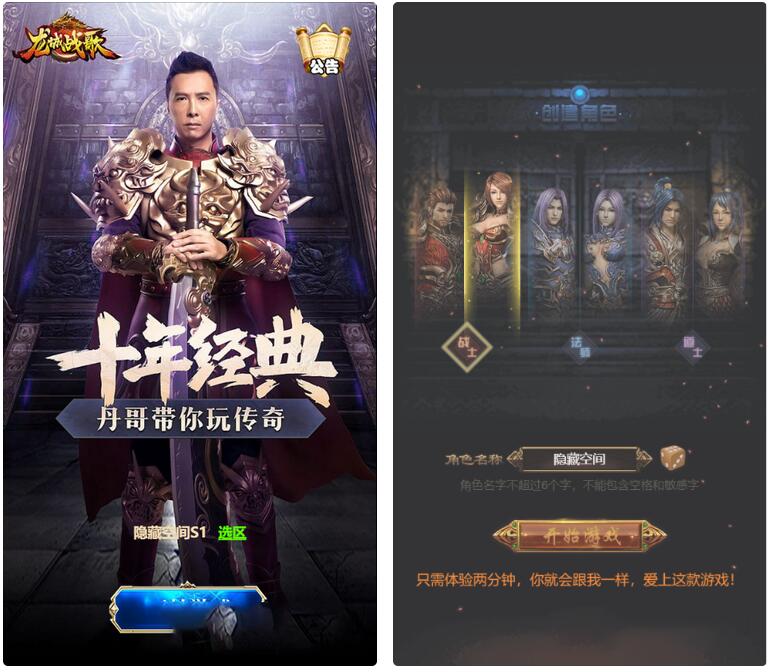 龙城战歌
公告
十年经典
丹哥带你玩传奇
隐藏空间S1 选区
创建角色
战士
法师
道士
角色名称
隐藏空间
角色名字不超过6个字，不能包含空格和敏感字
开始游戏
只需体验两分钟，你就会跟我一样，爱上这款游戏！